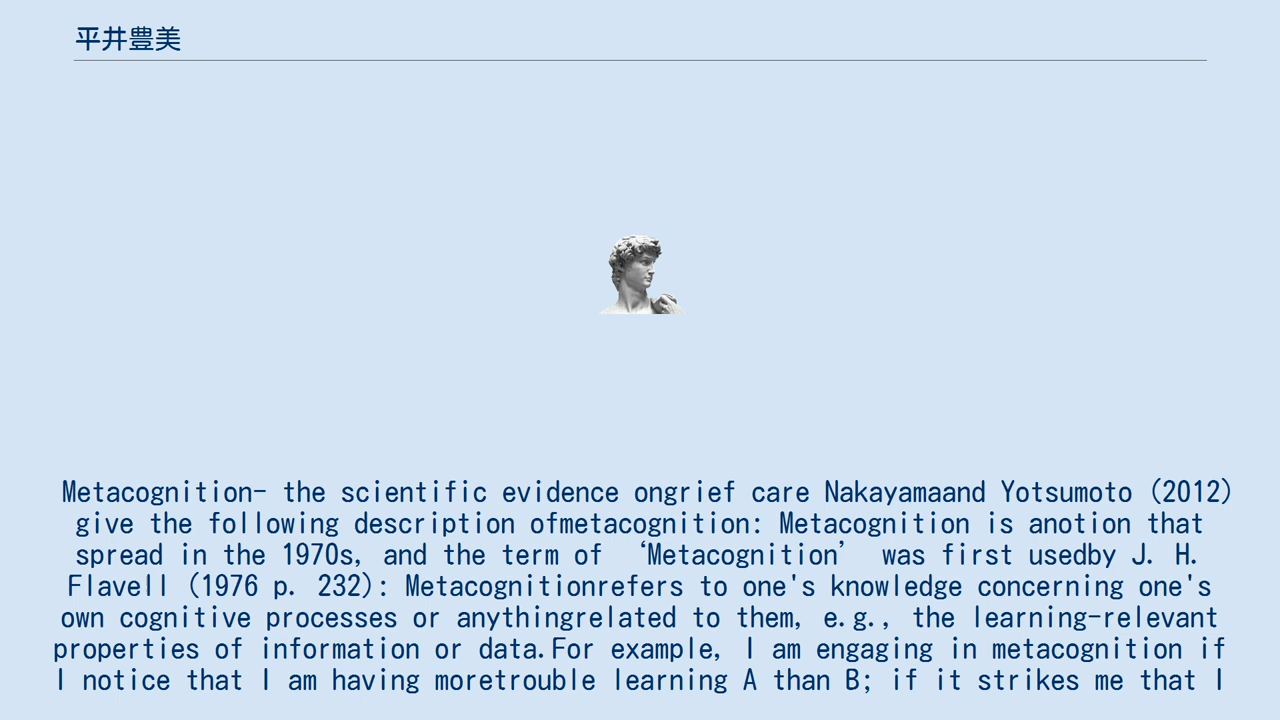 平井豊美
Metacognition- the scientific evidence ongrief care Nakayamaand Yotsumoto (2012)
give the following description ofmetacognition: Metacognition is anotion that
spread in the 1970s, and the term of ‘Metacognition’ was first usedby J. H.
Flavell (1976 p. 232): Metacognitionrefers to one's knowledge concerning one's
own cognitive processes or anythingrelated to them, e.g., the learning-relevant
properties of information or data.For example, I am engaging in metacognition if
I notice that I am having moretrouble learning A than B; if it strikes me that I